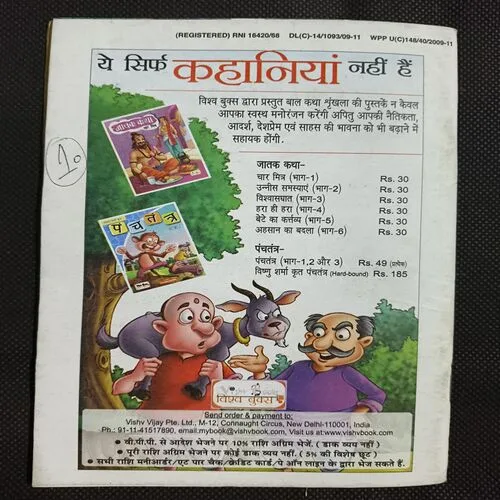 (REGISTERED) RNI 16420/68 DL(C)-14/1093/09-11 WPP U(C)148/40/2009-11
ये सिर्फ कहानियां नहीं हैं
विश्व बुक्स द्वारा प्रस्तुत बाल कथा शृंखला की पुस्तकें न केवल
आपका स्वस्थ मनोरंजन करेंगी अपितु आपकी नैतिकता,
आदर्श, देशप्रेम एवं साहस की भावना को भी बढ़ाने में
सहायक होंगी.
जातक कथा
10
जातक कथा–
चार मित्र (भाग-1) Rs. 30
उन्नीस समस्याएं (भाग-2) Rs. 30
विश्वासघात (भाग-3) Rs. 30
हरा ही हरा (भाग-4) Rs. 30
बेटे का कर्त्तव्य (भाग-5) Rs. 30
अहसान का बदला (भाग-6) Rs. 30
पंचतंत्र
पंचतंत्र–
पंचतंत्र (भाग-1,2 और 3) Rs. 49 (प्रत्येक)
विष्णु शर्मा कृत पंचतंत्र (Hard-bound) Rs. 185
विश्व बुक्स
Send order & payment to:
Vishv Vijay Pte. Ltd., M-12, Connaught Circus, New Delhi-110001, India
Ph.: 91-11-41517890, email:mybook@vishvbook.com, Visit us at:www.vishvbook.com
• वी.पी.पी. से आदेश भेजने पर 10% राशि अग्रिम भेजें. ( डाक व्यय नहीं )
• पूरी राशि अग्रिम भेजने पर कोई डाक व्यय नहीं. ( 5% की विशेष छूट )
• सभी राशि मनीआर्डर/एट पार चैक/क्रेडिट कार्ड/पे ऑन लाइन के द्वारा भेज सकते हैं.